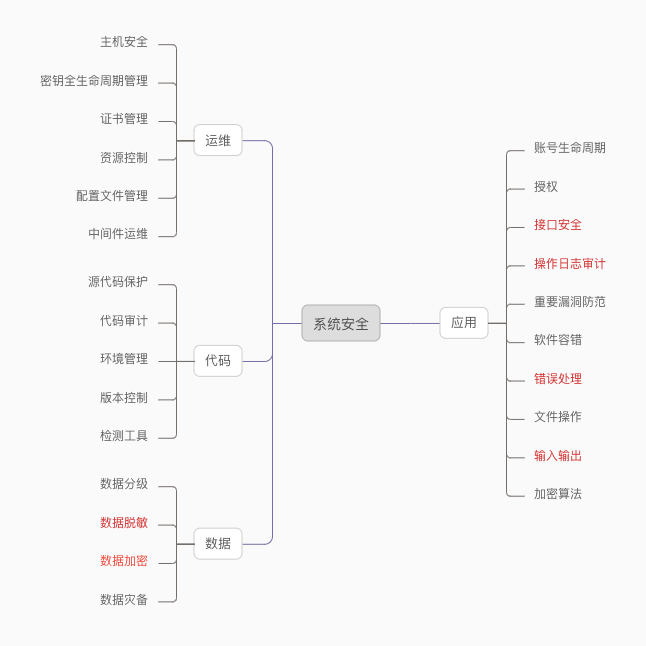 系统安全
运维
主机安全
密钥全生命周期管理
证书管理
资源控制
配置文件管理
中间件运维
代码
源代码保护
代码审计
环境管理
版本控制
检测工具
数据
数据分级
数据脱敏
数据加密
数据灾备
应用
账号生命周期
授权
接口安全
操作日志审计
重要漏洞防范
软件容错
错误处理
文件操作
输入输出
加密算法